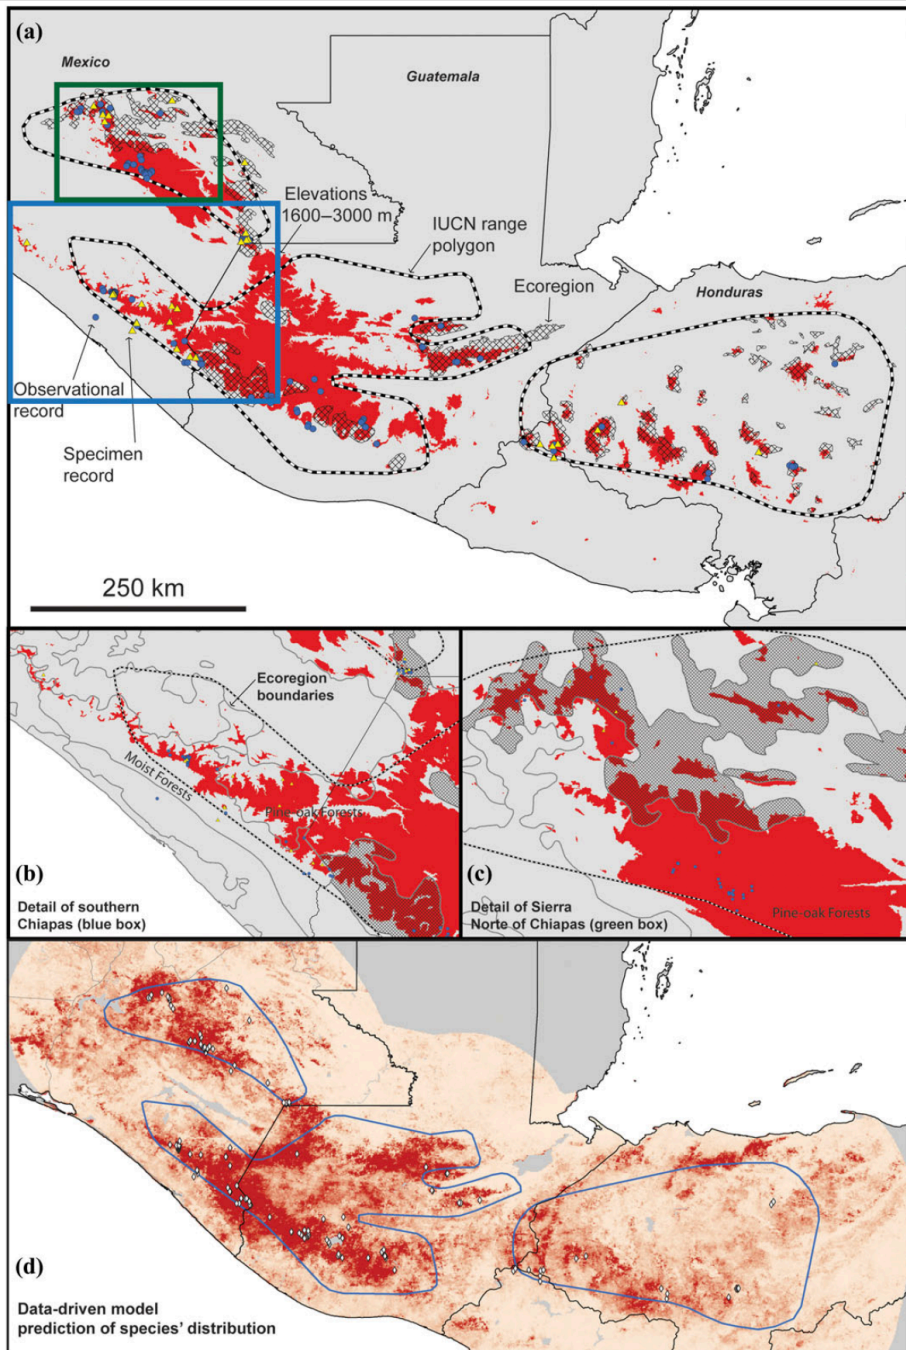 (a)
Mexico
Guatemala
Elevations
1600–3000 m
IUCN range
polygon
Ecoregion
Honduras
Observational
record
Specimen
record
250 km
Ecoregion
boundaries
Moist Forests
Pine-oak Forests
(b)
Detail of southern
Chiapas (blue box)
(c)
Detail of Sierra
Norte of Chiapas (green box)
Pine-oak Forests
(d)
Data-driven model
prediction of species' distribution